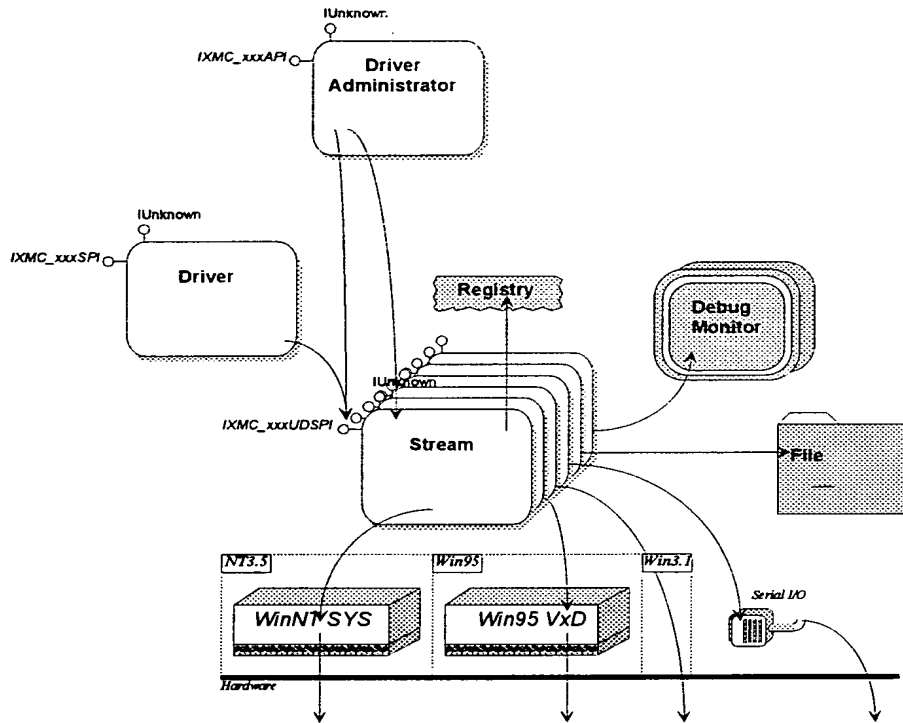 IUnknown.
IXMC_xxxAPI
Driver
Administrator
IUnknown
IXMC_xxxSPI
Driver
Registry
Debug
Monitor
IUnknown
IXMC_xxxUDSPI
Stream
File
NT3.5
Win95
Win3.1
WinNT SYS
Win95 VxD
Serial I/O
Hardware